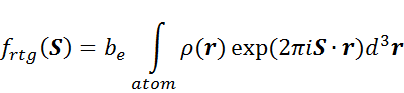 f_rtg(S) = b_e ∫_atom ρ(r) exp(2πiS · r)d³r